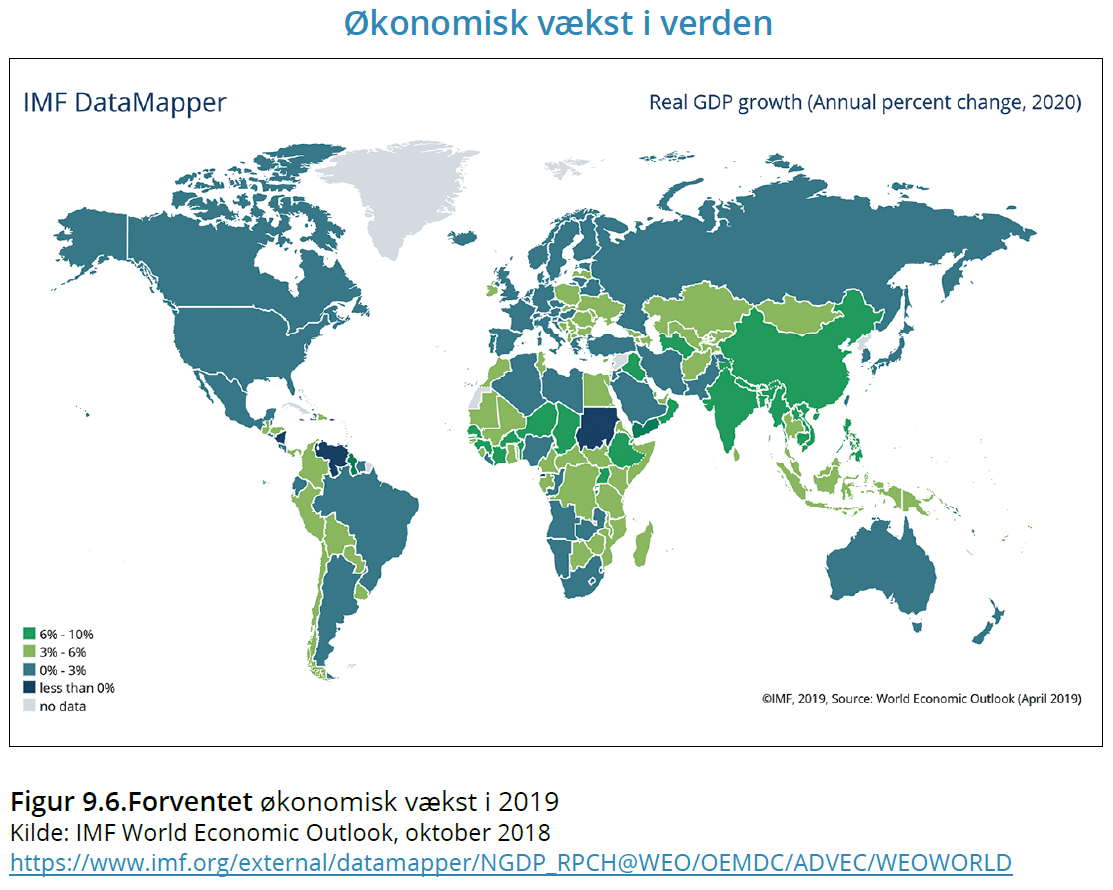 Økonomisk vækst i verden
IMF DataMapper
Real GDP growth (Annual percent change, 2020)
6% - 10%
3% - 6%
0% - 3%
less than 0%
no data
©IMF, 2019, Source: World Economic Outlook (April 2019)
Figur 9.6.Forventet økonomisk vækst i 2019
Kilde: IMF World Economic Outlook, oktober 2018
https://www.imf.org/external/datamapper/NGDP_RPCH@WEO/OEMDC/ADVEC/WEOWORLD